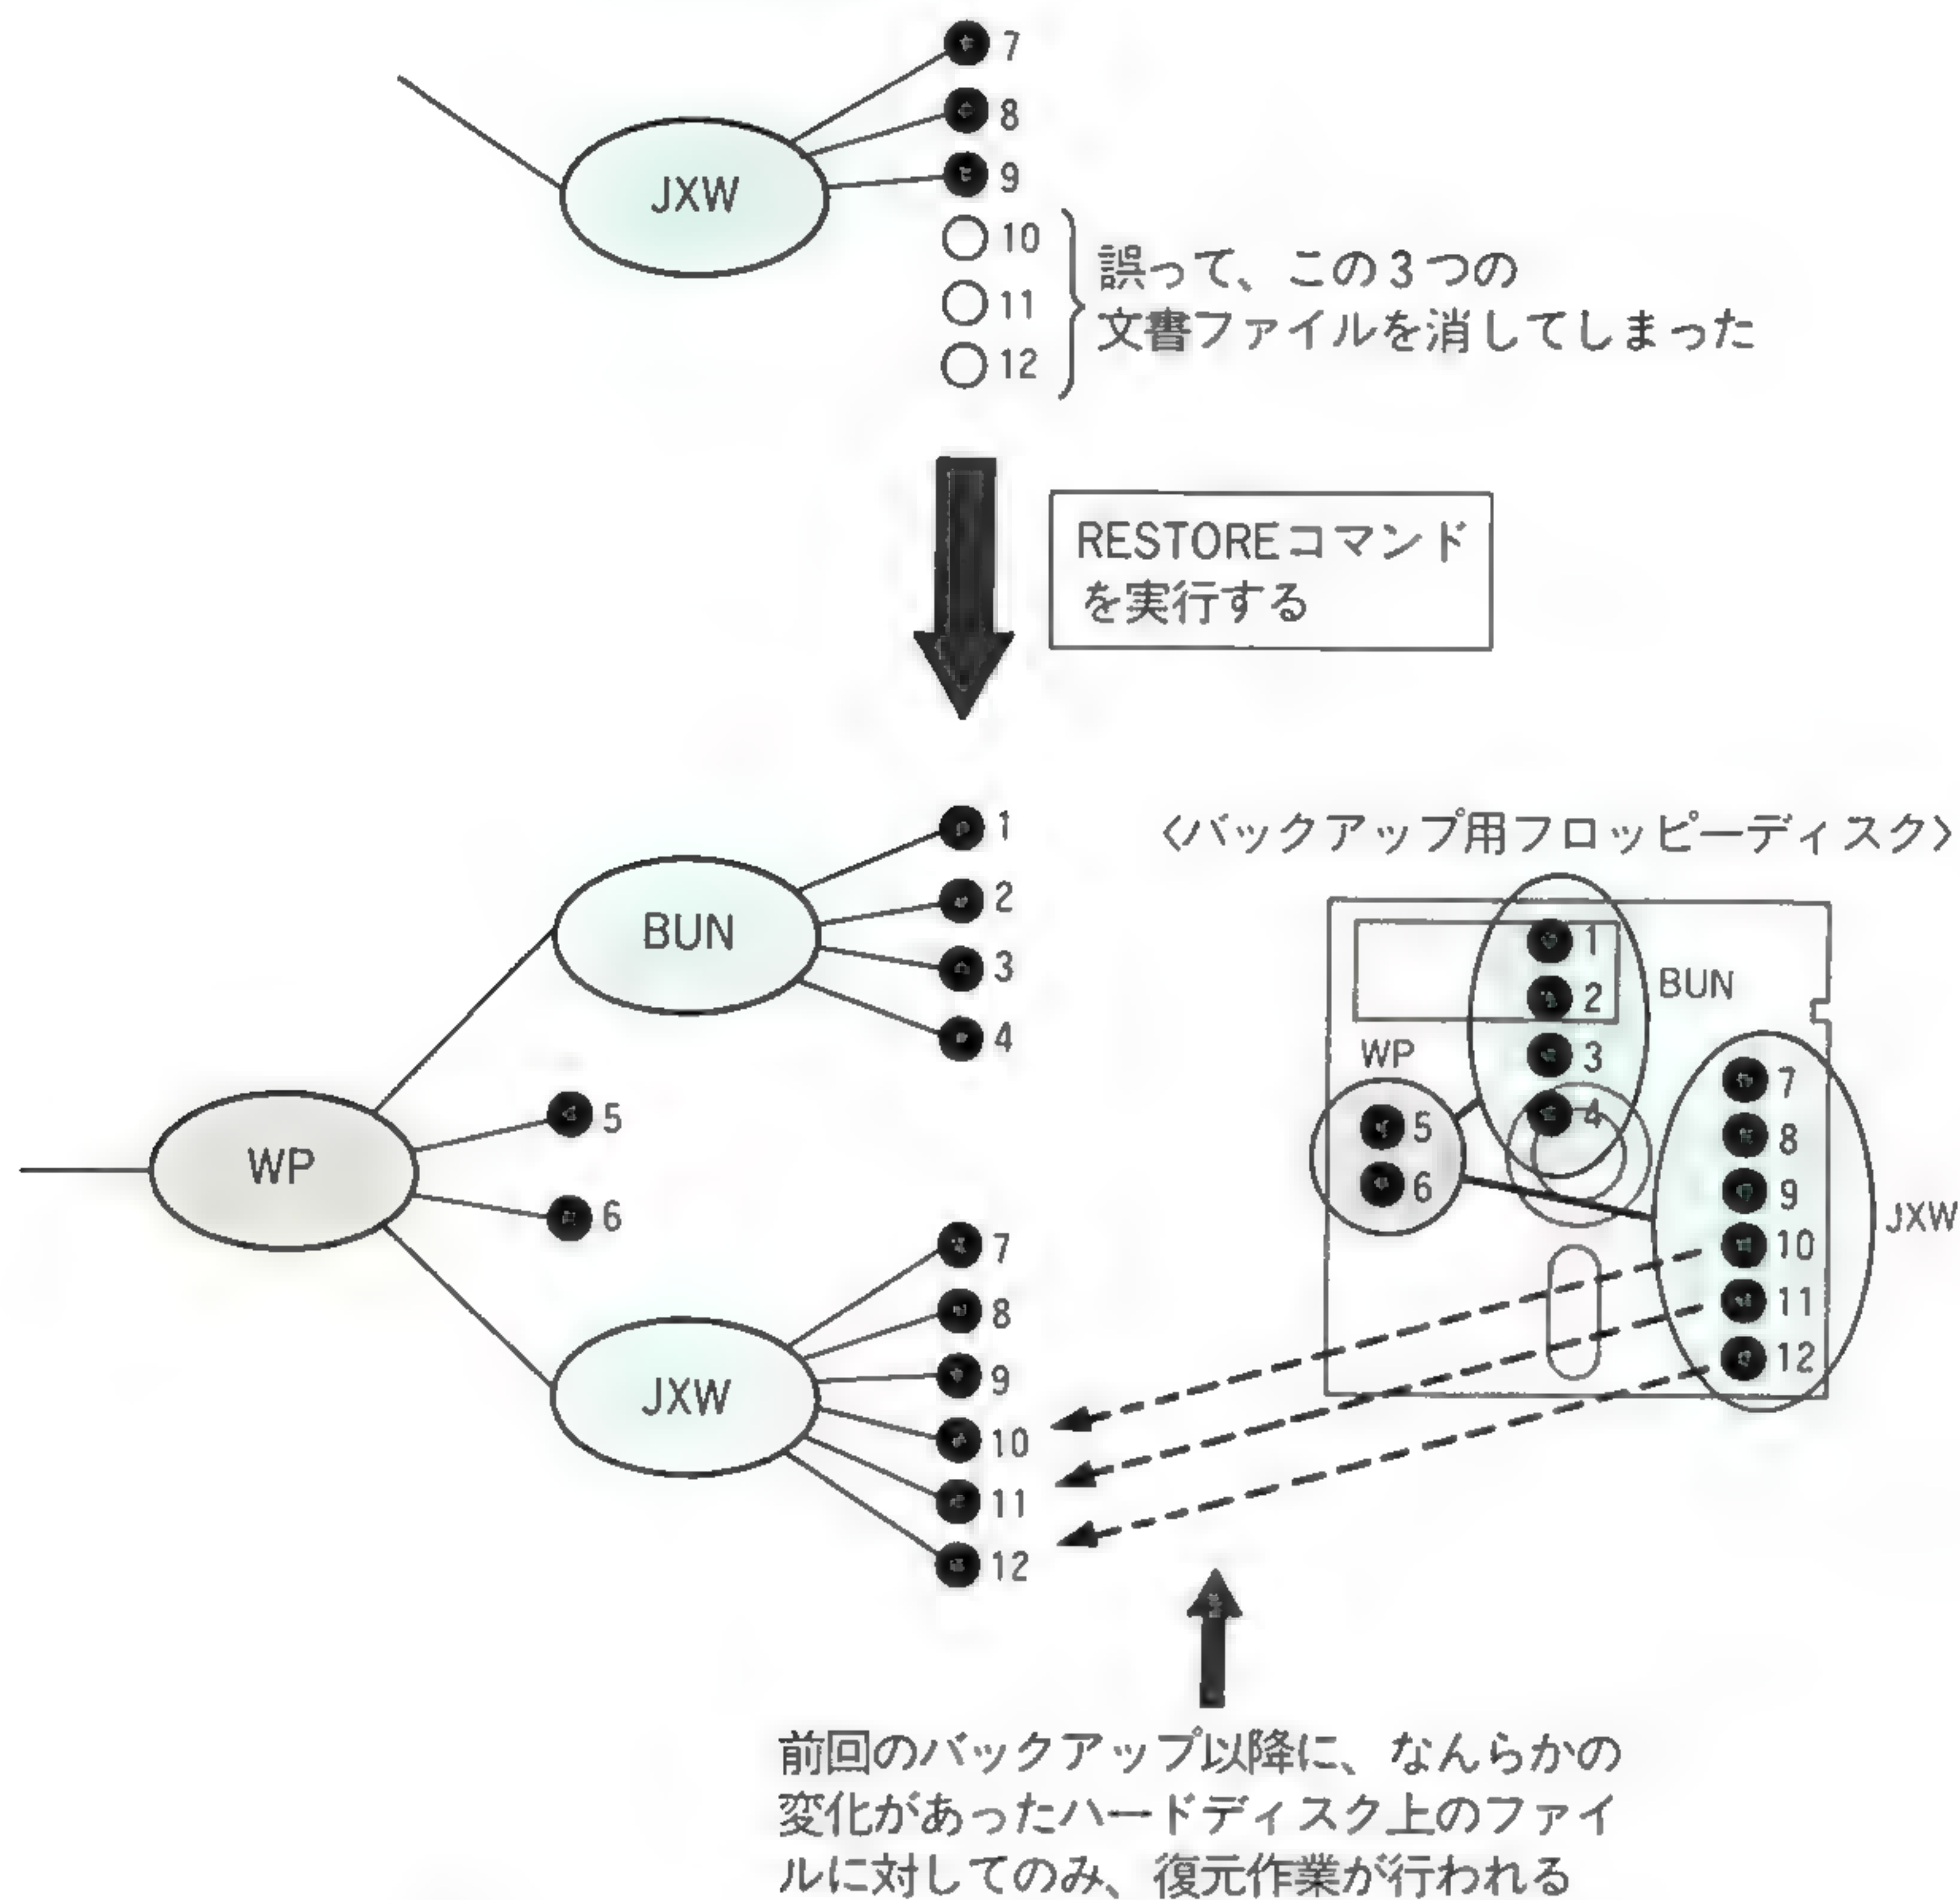 7
8
JXW
9
10
11
12
誤って、この3つの
文書ファイルを消してしまった
RESTOREコマンド
を実行する
〈バックアップ用フロッピーディスク〉
BUN
1
2
3
4
WP
5
6
JXW
7
8
9
10
11
12
1
2
3
4
BUN
WP
5
6
7
8
9
10
11
12
JXW
前回のバックアップ以降に、なんらかの
変化があったハードディスク上のファイ
ルに対してのみ、復元作業が行われる